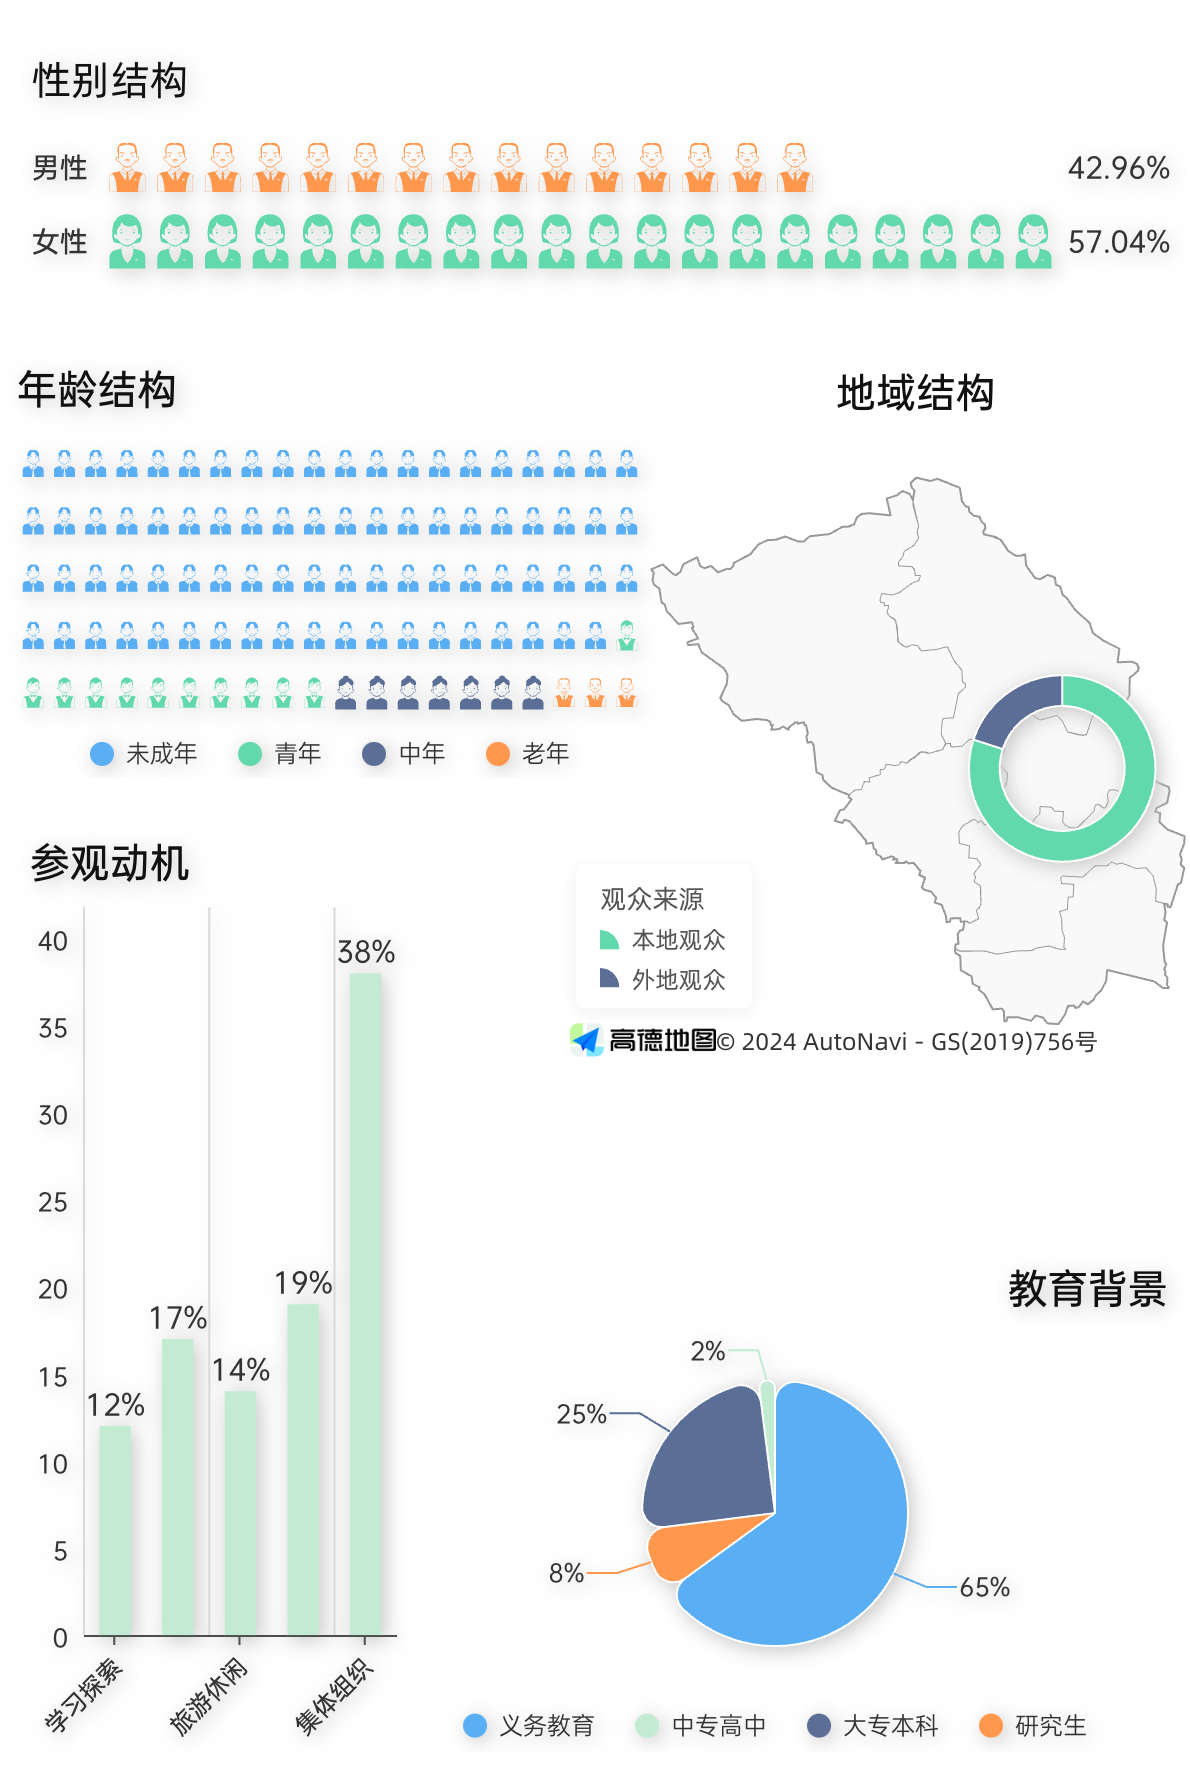 性别结构
男性
42.96%
女性
57.04%
年龄结构
地域结构
未成年 青年 中年 老年
参观动机
观众来源
本地观众
外地观众
高德地图© 2024 AutoNavi - GS(2019)756号
40
35
30
25
20
15
10
5
0
12%
17%
14%
19%
38%
学习探索
旅游休闲
集体组织
教育背景
2%
25%
8%
65%
义务教育 中专高中 大专本科 研究生